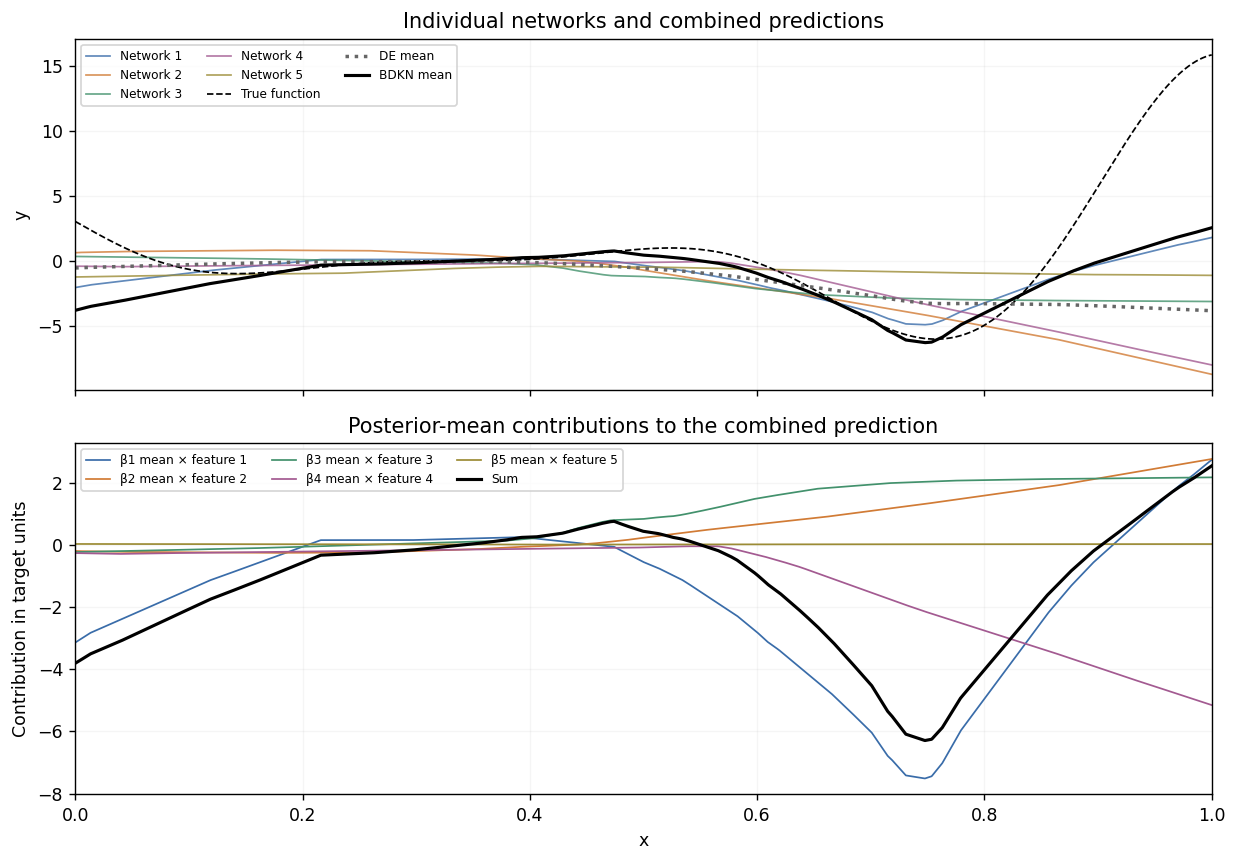 Individual networks and combined predictions
Network 1
Network 2
Network 3
Network 4
Network 5
True function
DE mean
BDKN mean
15
10
5
0
−5
y
Posterior-mean contributions to the combined prediction
β1 mean × feature 1
β2 mean × feature 2
β3 mean × feature 3
β4 mean × feature 4
β5 mean × feature 5
Sum
2
0
−2
−4
−6
−8
Contribution in target units
0.0 0.2 0.4 0.6 0.8 1.0
x